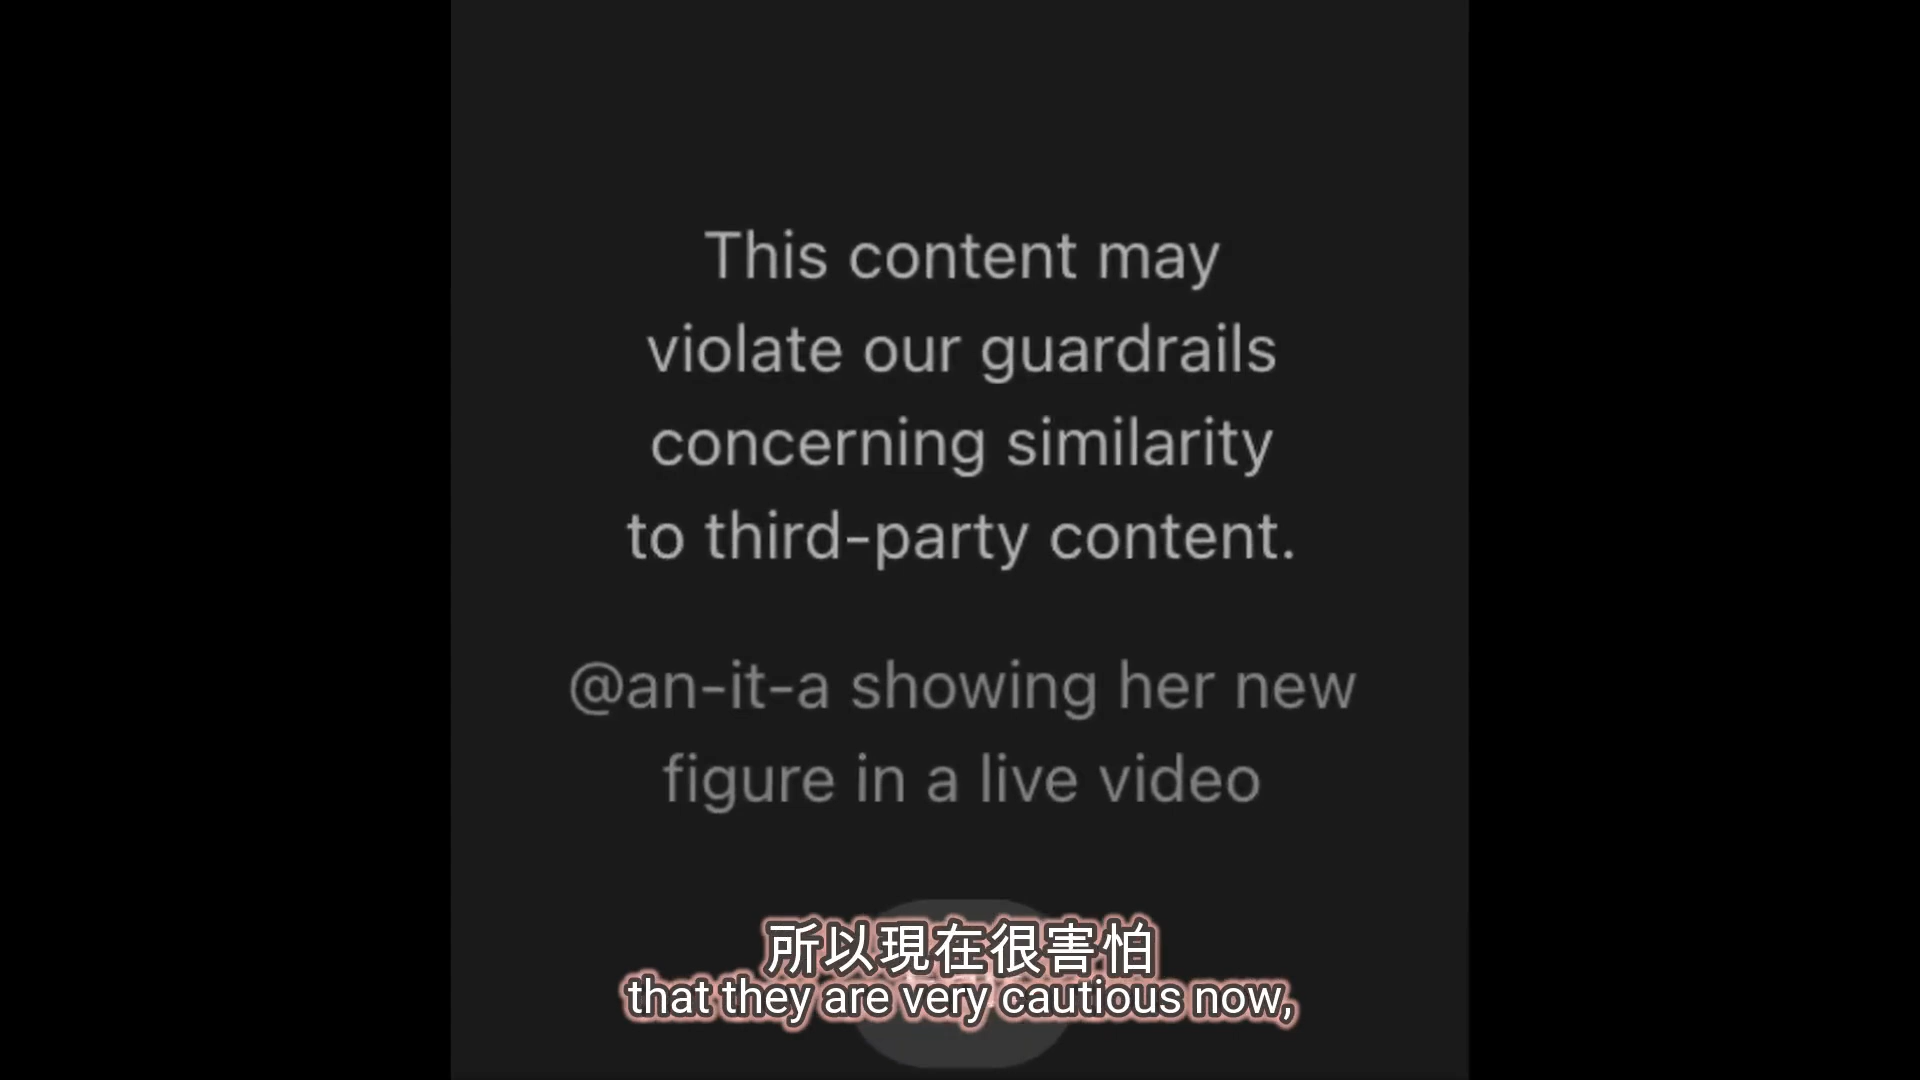 This content may
violate our guardrails
concerning similarity
to third-party content.
@an-it-a showing her new
figure in a live video
所以現在很害怕
that they are very cautious now,